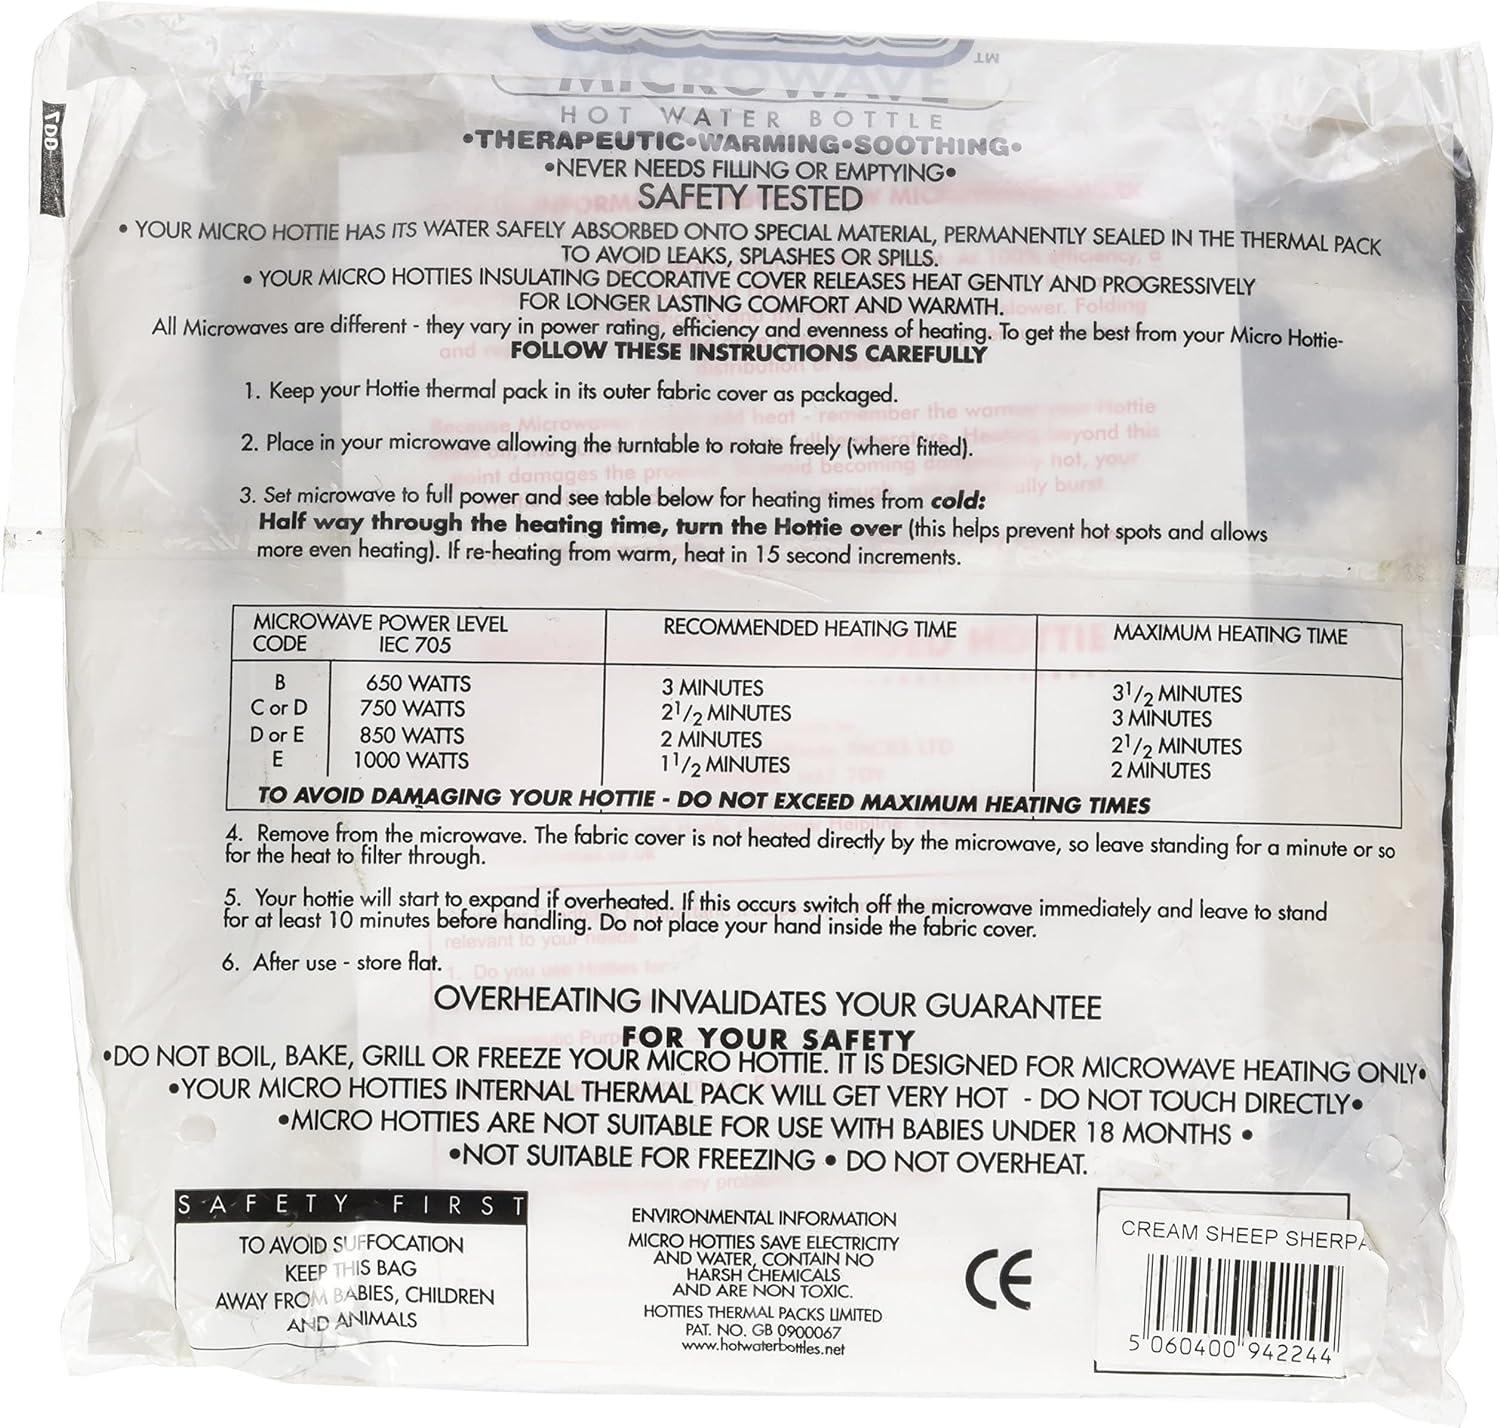 MICROWAVE
TM
HOT WATER BOTTLE
•THERAPEUTIC•WARMING•SOOTHING•
•NEVER NEEDS FILLING OR EMPTYING•
SAFETY TESTED
• YOUR MICRO HOTTIE HAS ITS WATER SAFELY ABSORBED ONTO SPECIAL MATERIAL, PERMANENTLY SEALED IN THE THERMAL PACK
TO AVOID LEAKS, SPLASHES OR SPILLS.
• YOUR MICRO HOTTIES INSULATING DECORATIVE COVER RELEASES HEAT GENTLY AND PROGRESSIVELY
FOR LONGER LASTING COMFORT AND WARMTH.
All Microwaves are different - they vary in power rating, efficiency and evenness of heating. To get the best from your Micro Hottie-
FOLLOW THESE INSTRUCTIONS CAREFULLY
1. Keep your Hottie thermal pack in its outer fabric cover as packaged.
2. Place in your microwave allowing the turntable to rotate freely (where fitted).
3. Set microwave to full power and see table below for heating times from cold:
Half way through the heating time, turn the Hottie over (this helps prevent hot spots and allows
more even heating). If re-heating from warm, heat in 15 second increments.
MICROWAVE POWER LEVEL RECOMMENDED HEATING TIME MAXIMUM HEATING TIME
CODE IEC 705
B 650 WATTS 3 MINUTES 3 1/2 MINUTES
C or D 750 WATTS 2 1/2 MINUTES 3 MINUTES
D or E 850 WATTS 2 MINUTES 2 1/2 MINUTES
E 1000 WATTS 1 1/2 MINUTES 2 MINUTES
TO AVOID DAMAGING YOUR HOTTIE - DO NOT EXCEED MAXIMUM HEATING TIMES
4. Remove from the microwave. The fabric cover is not heated directly by the microwave, so leave standing for a minute or so
for the heat to filter through.
5. Your hottie will start to expand if overheated. If this occurs switch off the microwave immediately and leave to stand
for at least 10 minutes before handling. Do not place your hand inside the fabric cover.
6. After use - store flat.
OVERHEATING INVALIDATES YOUR GUARANTEE
FOR YOUR SAFETY
•DO NOT BOIL, BAKE, GRILL OR FREEZE YOUR MICRO HOTTIE. IT IS DESIGNED FOR MICROWAVE HEATING ONLY•
•YOUR MICRO HOTTIES INTERNAL THERMAL PACK WILL GET VERY HOT - DO NOT TOUCH DIRECTLY•
•MICRO HOTTIES ARE NOT SUITABLE FOR USE WITH BABIES UNDER 18 MONTHS •
•NOT SUITABLE FOR FREEZING • DO NOT OVERHEAT.
SAFETY FIRST
TO AVOID SUFFOCATION
KEEP THIS BAG
AWAY FROM BABIES, CHILDREN
AND ANIMALS
ENVIRONMENTAL INFORMATION
MICRO HOTTIES SAVE ELECTRICITY
AND WATER, CONTAIN NO
HARSH CHEMICALS
AND ARE NON TOXIC.
HOTTIES THERMAL PACKS LIMITED
PAT. NO. GB 0900067
www.hotwaterbottles.net
CE
CREAM SHEEP SHERPA
5 060400 942244